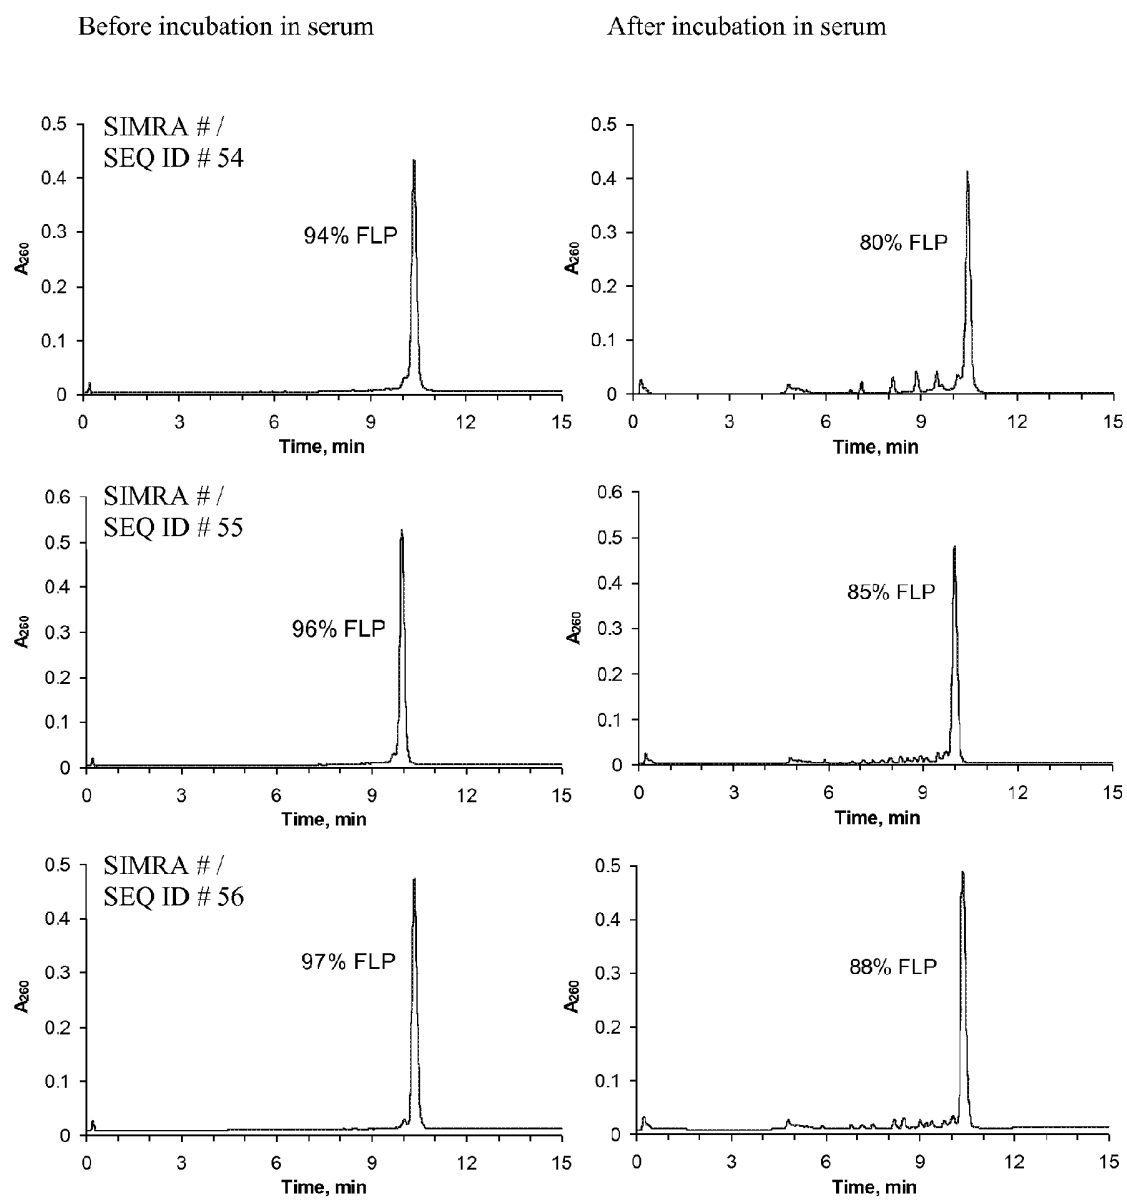 Before incubation in serum
After incubation in serum
SIMRA # /
SEQ ID # 54
0.5
0.4
0.3
0.2
0.1
0
A260
94% FLP
0 3 6 9 12 15
Time, min
0.5
0.4
0.3
0.2
0.1
0
A260
80% FLP
0 3 6 9 12 15
Time, min
SIMRA # /
SEQ ID # 55
0.6
0.5
0.4
0.3
0.2
0.1
0
A260
96% FLP
0 3 6 9 12 15
Time, min
0.6
0.5
0.4
0.3
0.2
0.1
0
A260
85% FLP
0 3 6 9 12 15
Time, min
SIMRA # /
SEQ ID # 56
0.5
0.4
0.3
0.2
0.1
0
A260
97% FLP
0 3 6 9 12 15
Time, min
0.5
0.4
0.3
0.2
0.1
0
A260
88% FLP
0 3 6 9 12 15
Time, min